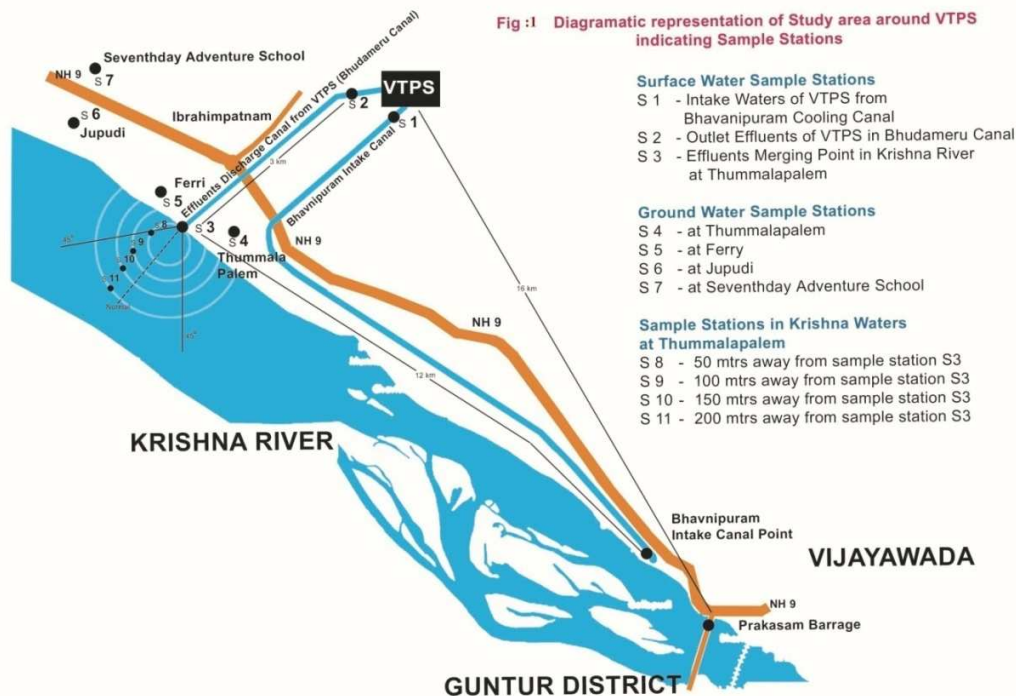 Fig :1 Diagramatic representation of Study area around VTPS
indicating Sample Stations
Surface Water Sample Stations
S 1 - Intake Waters of VTPS from
Bhavanipuram Cooling Canal
S 2 - Outlet Effluents of VTPS in Bhudameru Canal
S 3 - Effluents Merging Point in Krishna River
at Thummalapalem
Ground Water Sample Stations
S 4 - at Thummalapalem
S 5 - at Ferry
S 6 - at Jupudi
S 7 - at Seventhday Adventure School
Sample Stations in Krishna Waters
at Thummalapalem
S 8 - 50 mtrs away from sample station S3
S 9 - 100 mtrs away from sample station S3
S 10 - 150 mtrs away from sample station S3
S 11 - 200 mtrs away from sample station S3
Seventhday Adventure School
S 7
NH 9
S 6
Jupudi
Ibrahimpatnam
Effluents Discharge Canal from VTPS (Bhudameru Canal)
VTPS
S 2
S 1
3 km
Bhavnipuram Intake Canal
Ferri
S 5
S 3
S 4
Thummala
Palem
S 8
S 9
S 10
S 11
45°
45°
Normal
NH 9
NH 9
16 km
12 km
KRISHNA RIVER
Bhavnipuram
Intake Canal Point
VIJAYAWADA
NH 9
Prakasam Barrage
GUNTUR DISTRICT